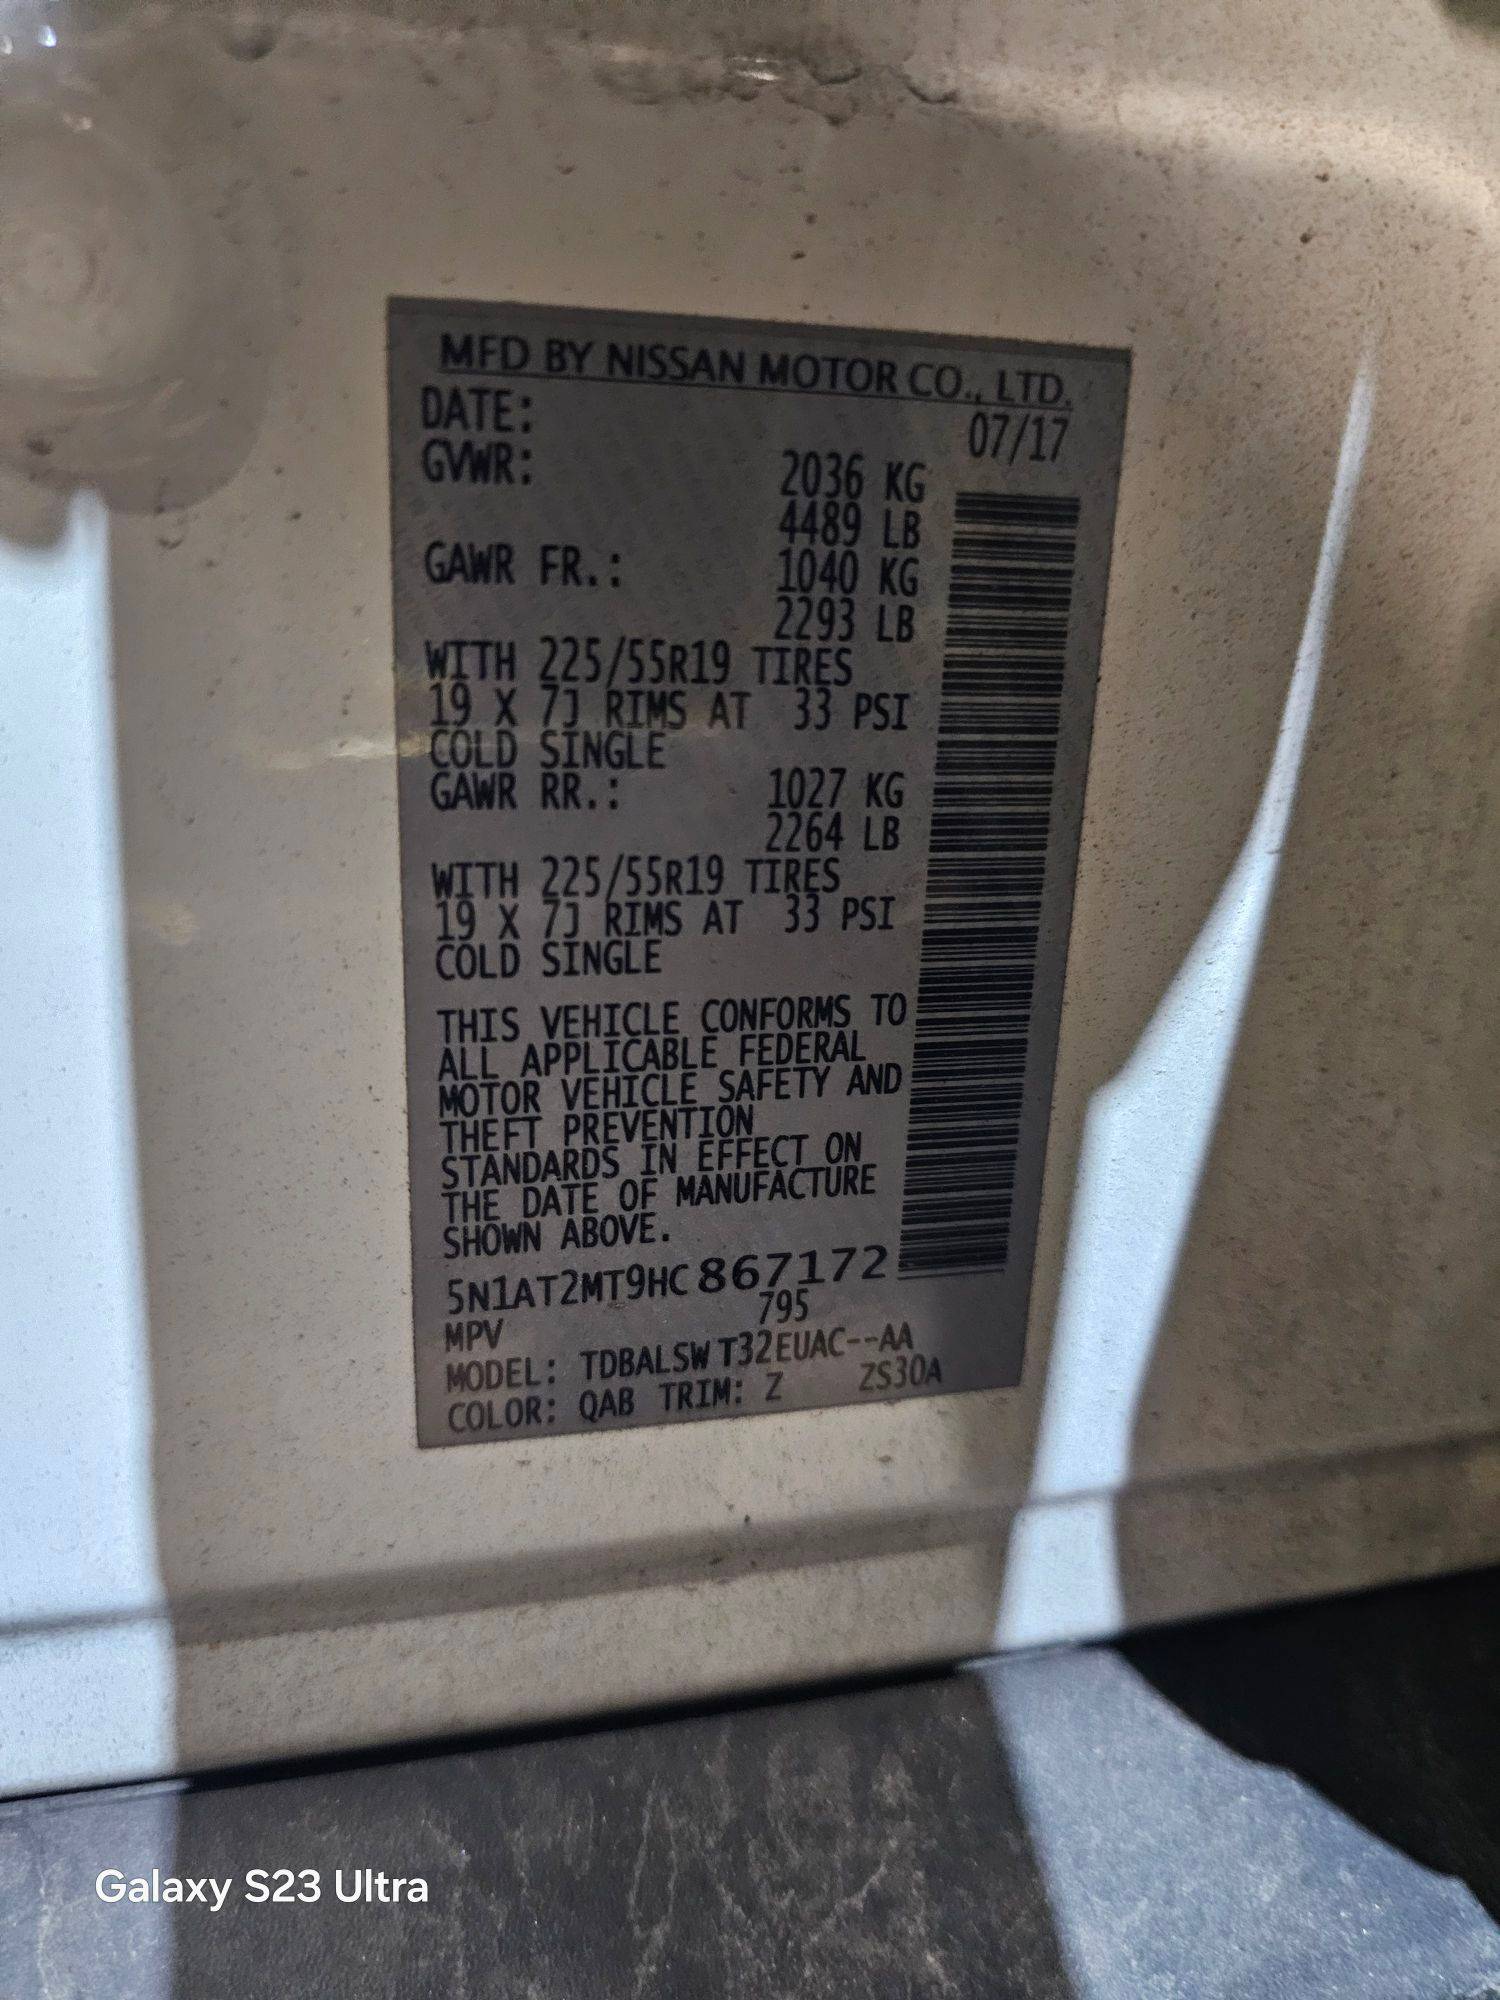 MFD BY NISSAN MOTOR CO., LTD.
DATE: 07/17
GVWR: 2036 KG
4489 LB
GAWR FR.: 1040 KG
2293 LB
WITH 225/55R19 TIRES
19 X 7J RIMS AT 33 PSI
COLD SINGLE
GAWR RR.: 1027 KG
2264 LB
WITH 225/55R19 TIRES
19 X 7J RIMS AT 33 PSI
COLD SINGLE
THIS VEHICLE CONFORMS TO
ALL APPLICABLE FEDERAL
MOTOR VEHICLE SAFETY AND
THEFT PREVENTION
STANDARDS IN EFFECT ON
THE DATE OF MANUFACTURE
SHOWN ABOVE.
5N1AT2MT9HC867172
MPV 795
MODEL: TDBALSW T32EUAC--AA
COLOR: QAB TRIM: Z ZS30A
Galaxy S23 Ultra